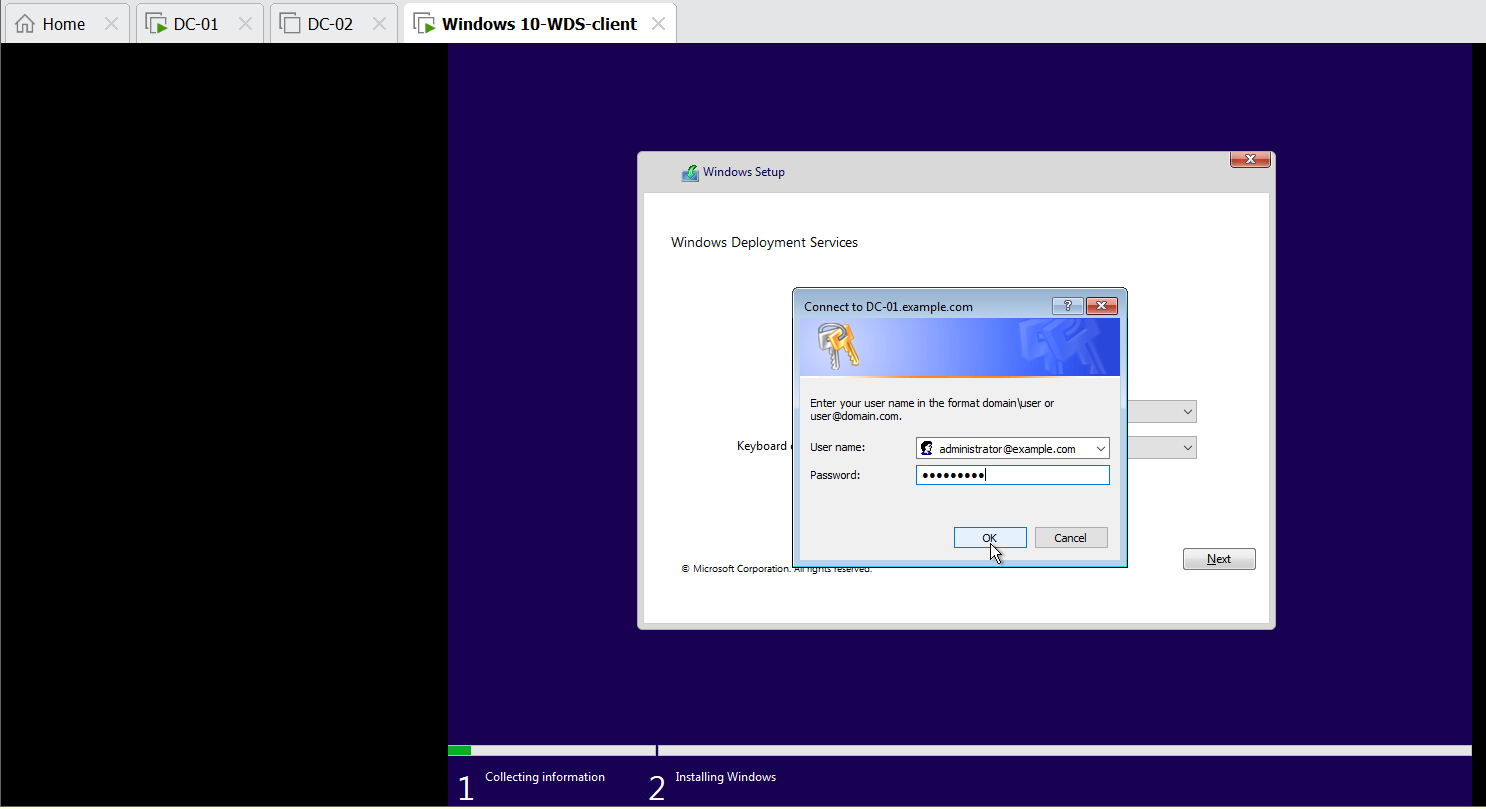 Home
DC-01
DC-02
Windows 10-WDS-client
Windows Setup
Windows Deployment Services
Connect to DC-01.example.com
?
Enter your user name in the format domain\user or
user@domain.com.
Keyboard
User name:
administrator@example.com
Password:
•••••••••
OK
Cancel
© Microsoft Corporation. All rights reserved.
Next
1
Collecting information
2
Installing Windows